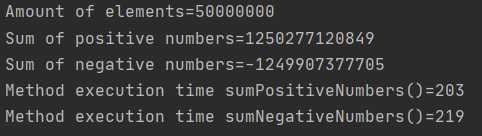 Amount of elements=50000000
Sum of positive numbers=1250277120849
Sum of negative numbers=-1249907377705
Method execution time sumPositiveNumbers()=203
Method execution time sumNegativeNumbers()=219